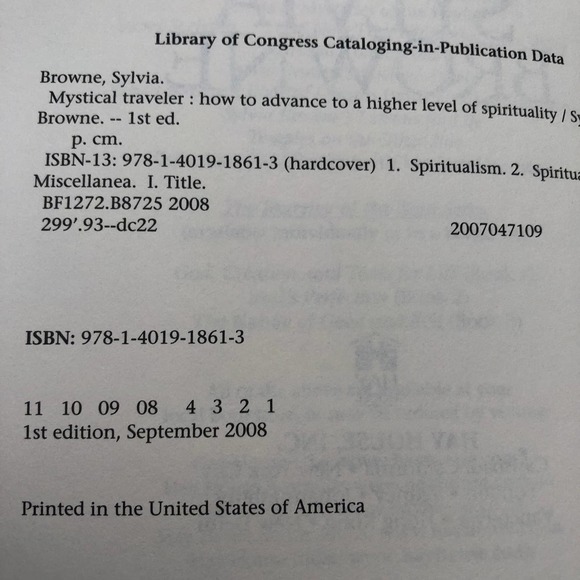 Library of Congress Cataloging-in-Publication Data
Browne, Sylvia.
Mystical traveler : how to advance to a higher level of spirituality /
Browne. -- 1st ed.
p. cm.
ISBN-13: 978-1-4019-1861-3 (hardcover) 1. Spiritualism. 2.
Miscellanea. I. Title.
BF1272.B8725 2008
299'.93--dc22 2007047109
ISBN: 978-1-4019-1861-3
11 10 09 08 4 3 2 1
1st edition, September 2008
Printed in the United States of America